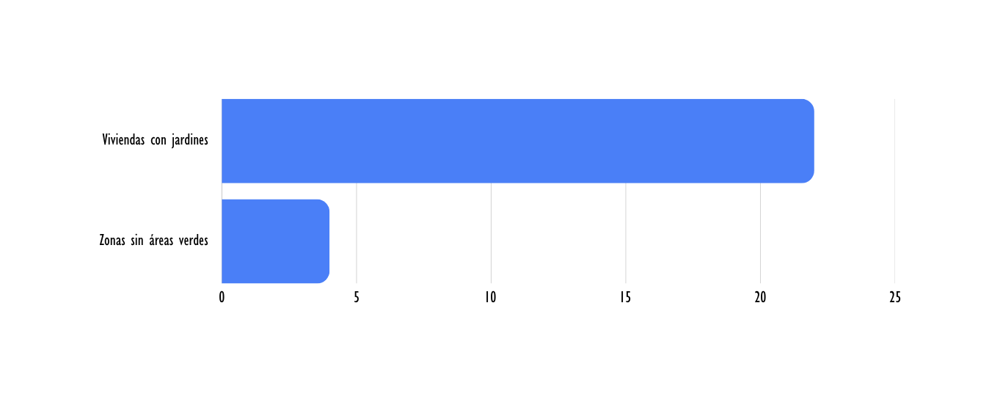 Viviendas con jardines
Zonas sin áreas verdes
0 5 10 15 20 25